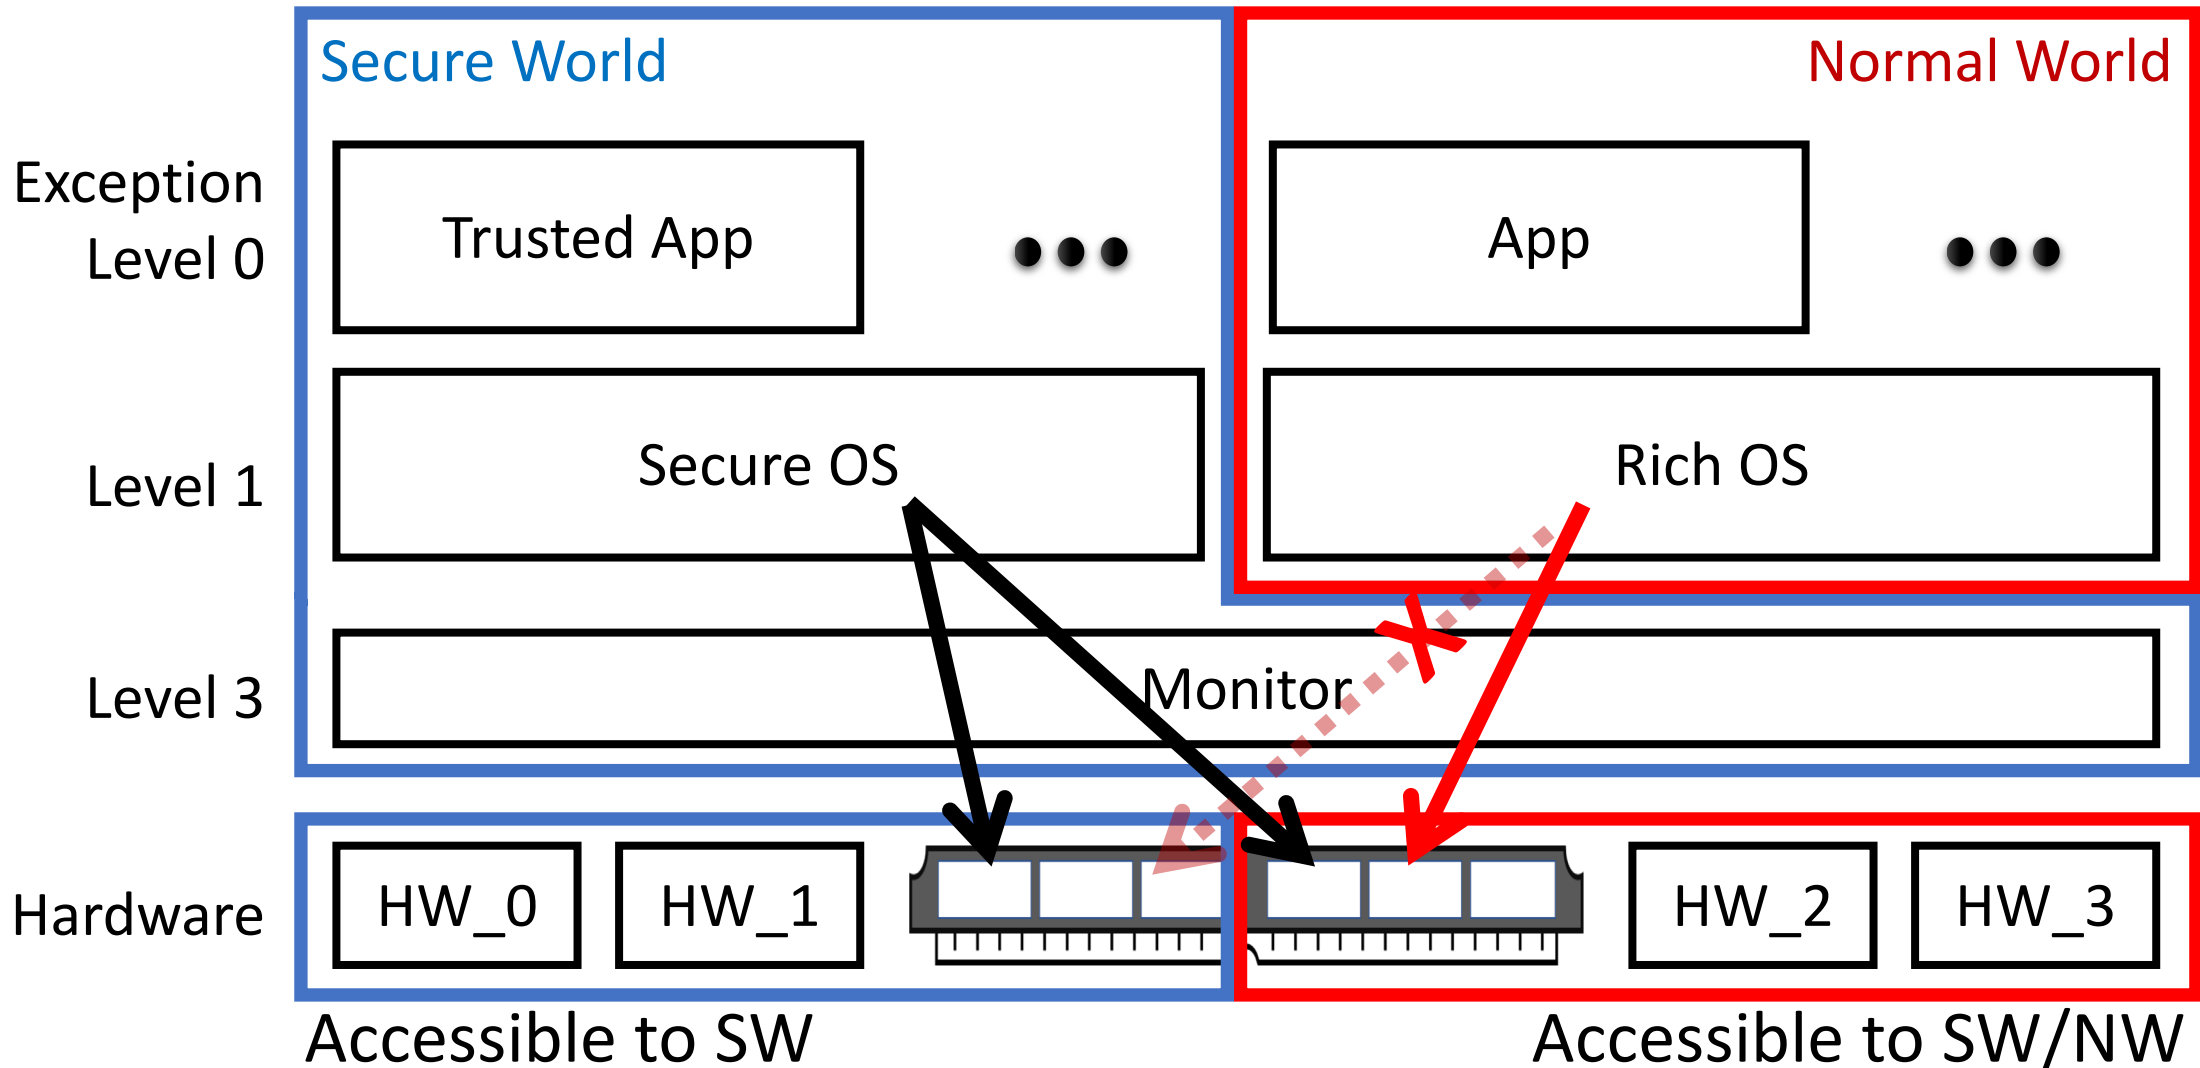 Secure World
Normal World
Exception
Level 0
Trusted App
App
Level 1
Secure OS
Rich OS
Level 3
Monitor
X
Hardware
HW_0
HW_1
HW_2
HW_3
Accessible to SW
Accessible to SW/NW